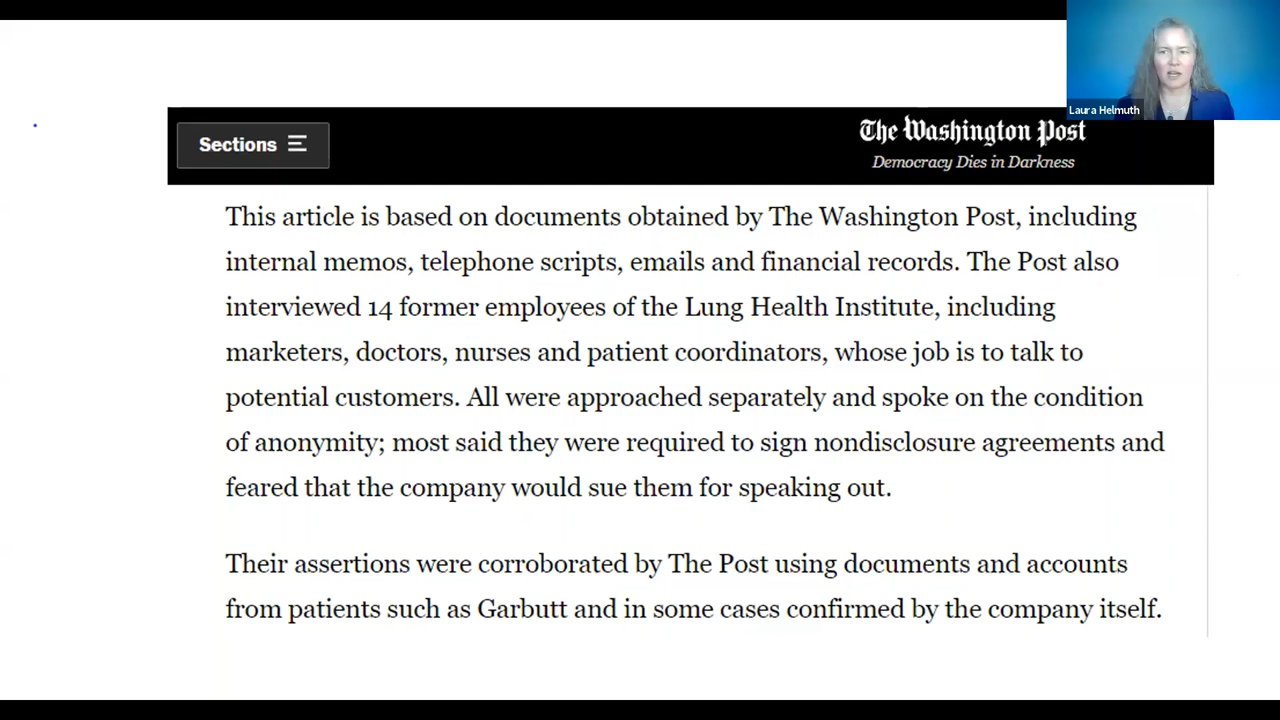 Laura Helmuth
Sections
The Washington Post
Democracy Dies in Darkness
This article is based on documents obtained by The Washington Post, including
internal memos, telephone scripts, emails and financial records. The Post also
interviewed 14 former employees of the Lung Health Institute, including
marketers, doctors, nurses and patient coordinators, whose job is to talk to
potential customers. All were approached separately and spoke on the condition
of anonymity; most said they were required to sign nondisclosure agreements and
feared that the company would sue them for speaking out.
Their assertions were corroborated by The Post using documents and accounts
from patients such as Garbutt and in some cases confirmed by the company itself.